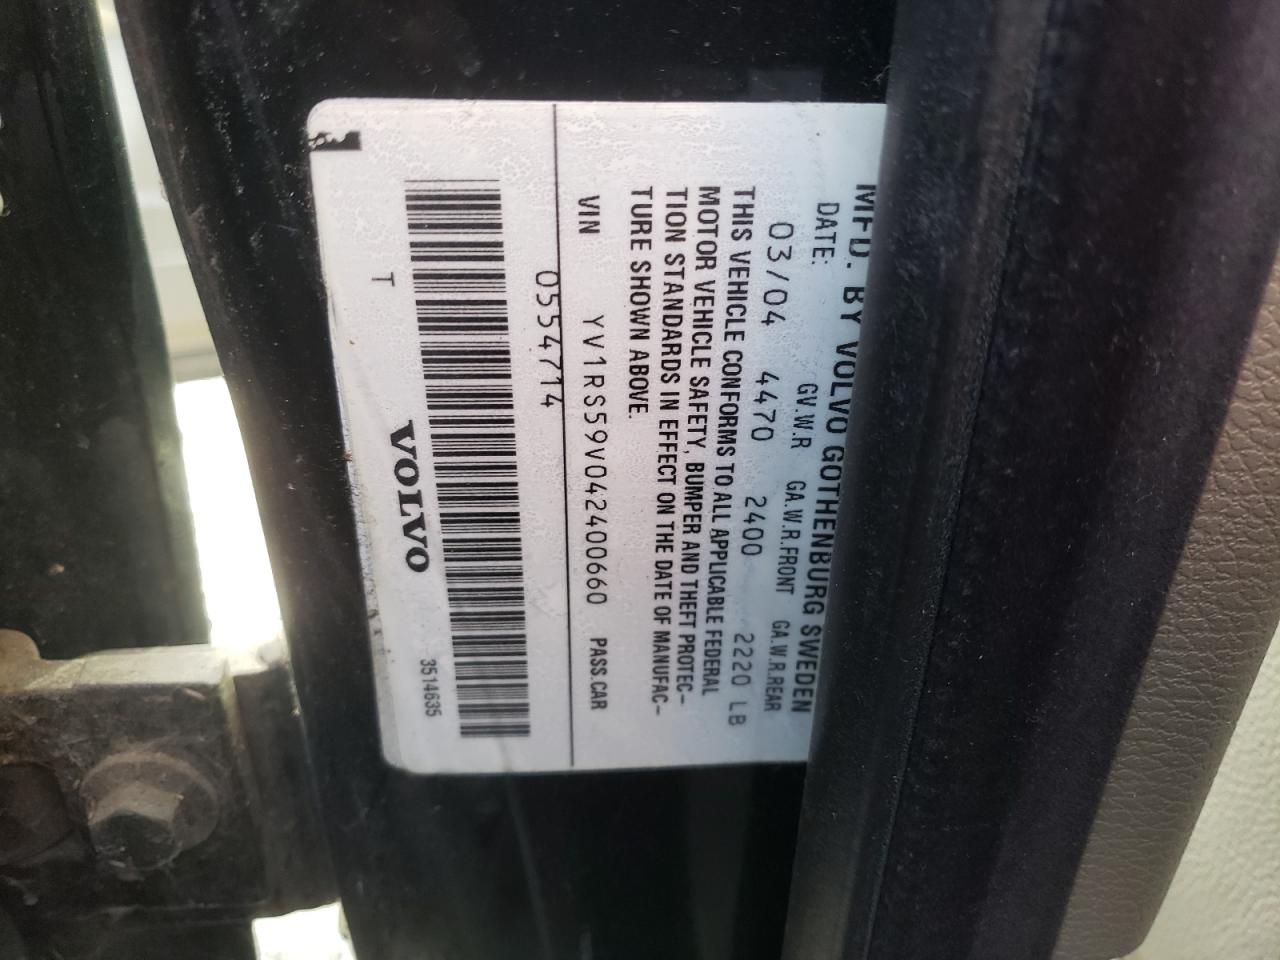 MFD. BY VOLVO GOTHENBURG SWEDEN
DATE: GV.W.R GA.W.R.FRONT GA.W.R.REAR
03/04 4470 2400 2220 LB
THIS VEHICLE CONFORMS TO ALL APPLICABLE FEDERAL
MOTOR VEHICLE SAFETY, BUMPER AND THEFT PROTEC-
TION STANDARDS IN EFFECT ON THE DATE OF MANUFAC-
TURE SHOWN ABOVE.
VIN YV1RS59V042400660 PASS.CAR
0554714
T VOLVO 3514635